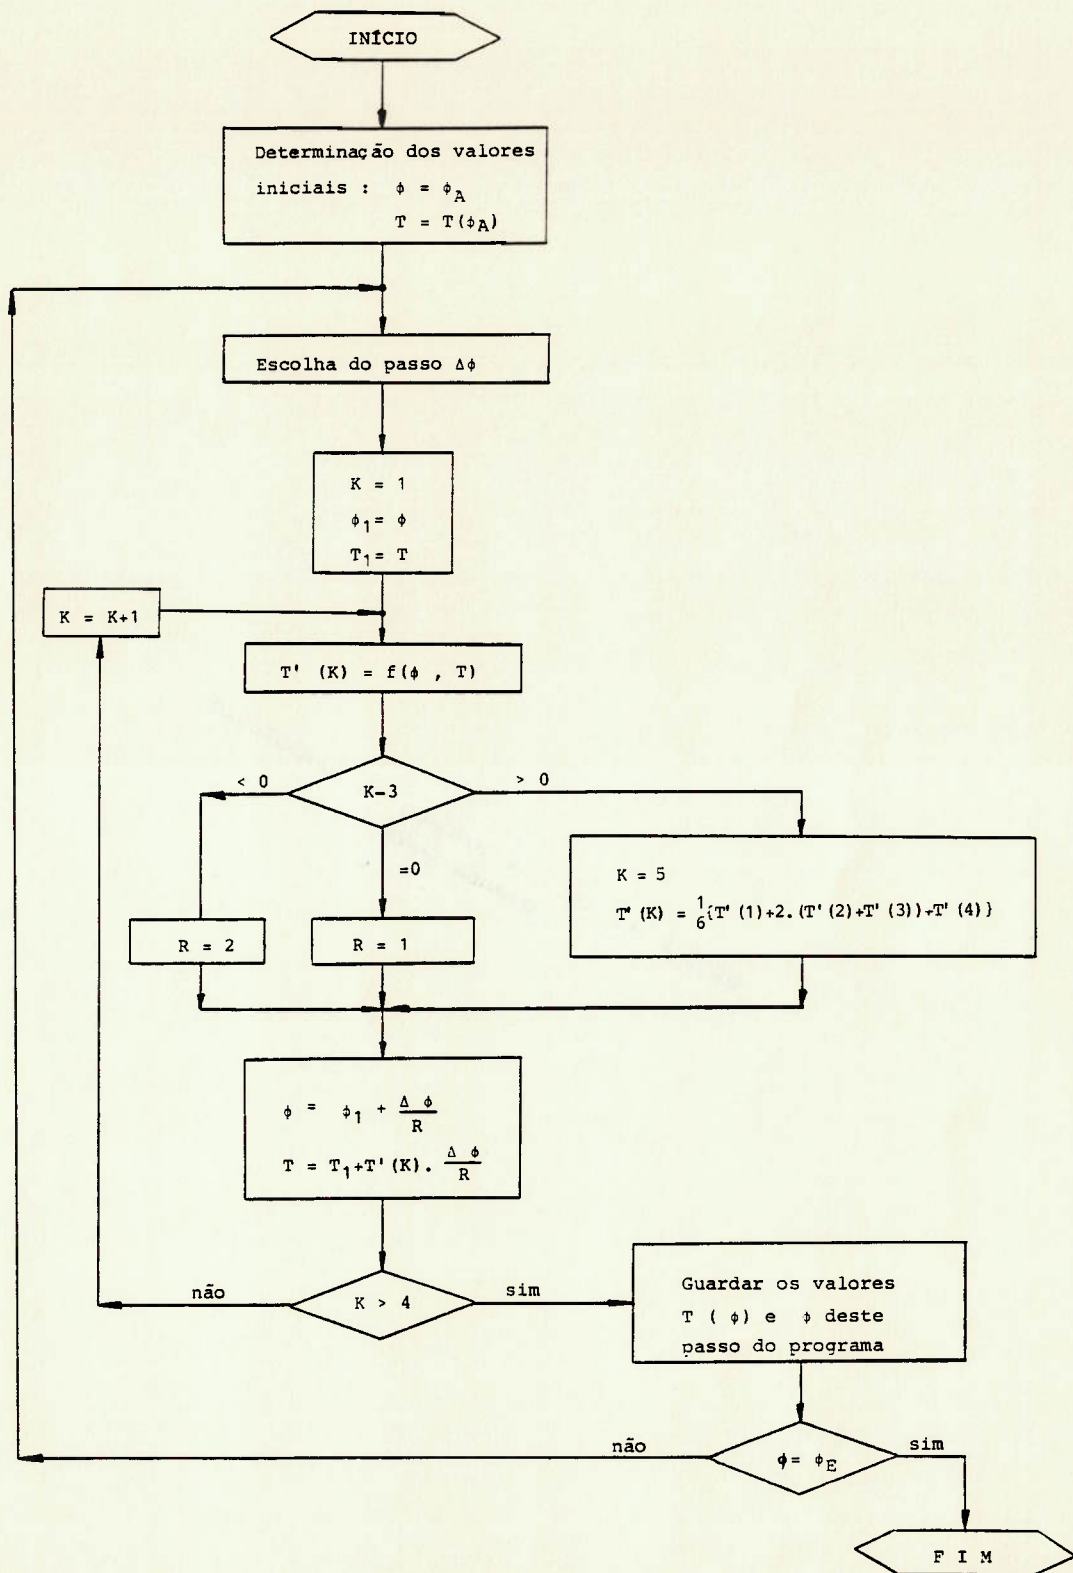 INÍCIO
Determinação dos valores
iniciais : ϕ = ϕA
T = T(ϕA)
Escolha do passo Δϕ
K = 1
ϕ1= ϕ
T1= T
K = K+1
T' (K) = f(ϕ , T)
< 0
K-3
> 0
=0
R = 2
R = 1
K = 5
T'(K) = 1/6{T'(1)+2.(T'(2)+T'(3))+T'(4)}
ϕ = ϕ1 + Δ ϕ/R
T = T1+T'(K). Δ ϕ/R
não
K > 4
sim
Guardar os valores
T ( ϕ) e ϕ deste
passo do programa
não
ϕ= ϕE
sim
F I M